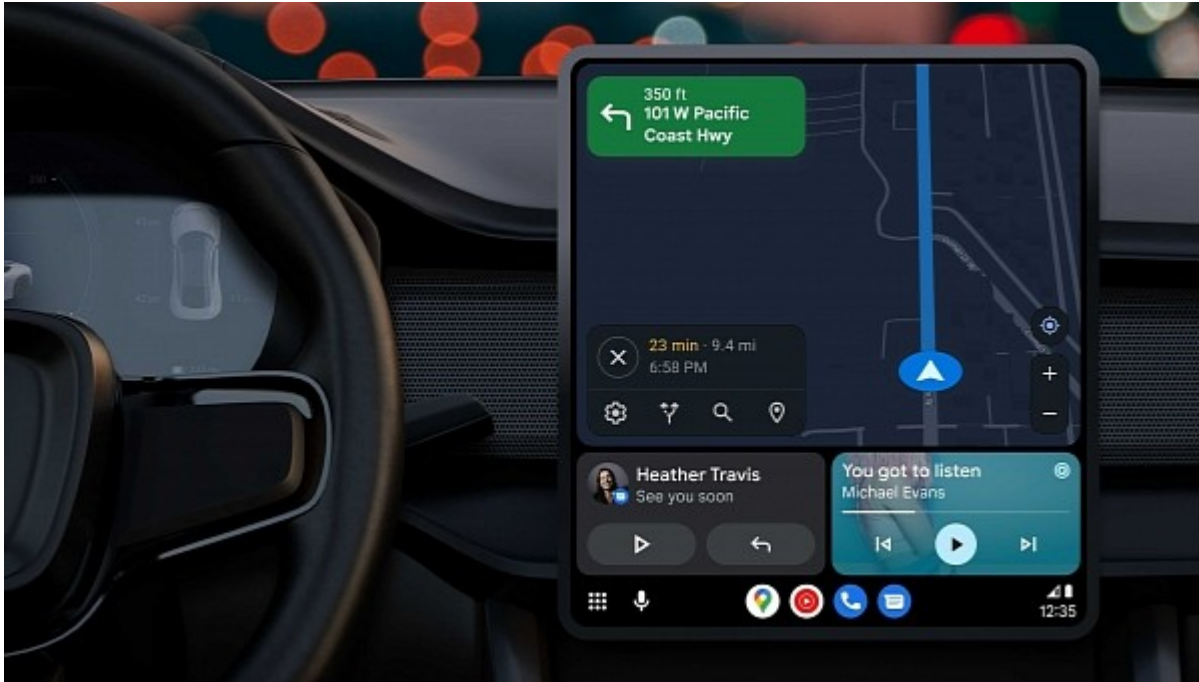 350 ft
101 W Pacific
Coast Hwy
23 min · 9.4 mi
6:58 PM
Heather Travis
See you soon
You got to listen
Michael Evans
12:35